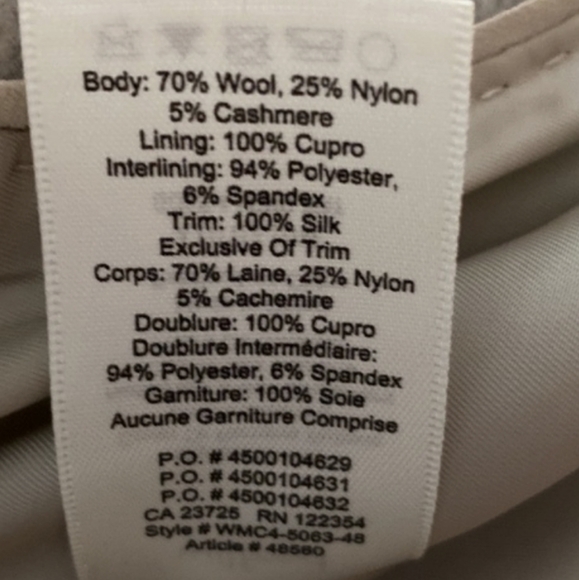 Body: 70% Wool, 25% Nylon
5% Cashmere
Lining: 100% Cupro
Interlining: 94% Polyester,
6% Spandex
Trim: 100% Silk
Exclusive Of Trim
Corps: 70% Laine, 25% Nylon
5% Cachemire
Doublure: 100% Cupro
Doublure Intermédiaire:
94% Polyester, 6% Spandex
Garniture: 100% Soie
Aucune Garniture Comprise
P.O. # 4500104629
P.O. # 4500104631
P.O. # 4500104632
CA 23725 RN 122354
Style # WMC4-5063-48
Article # 48580